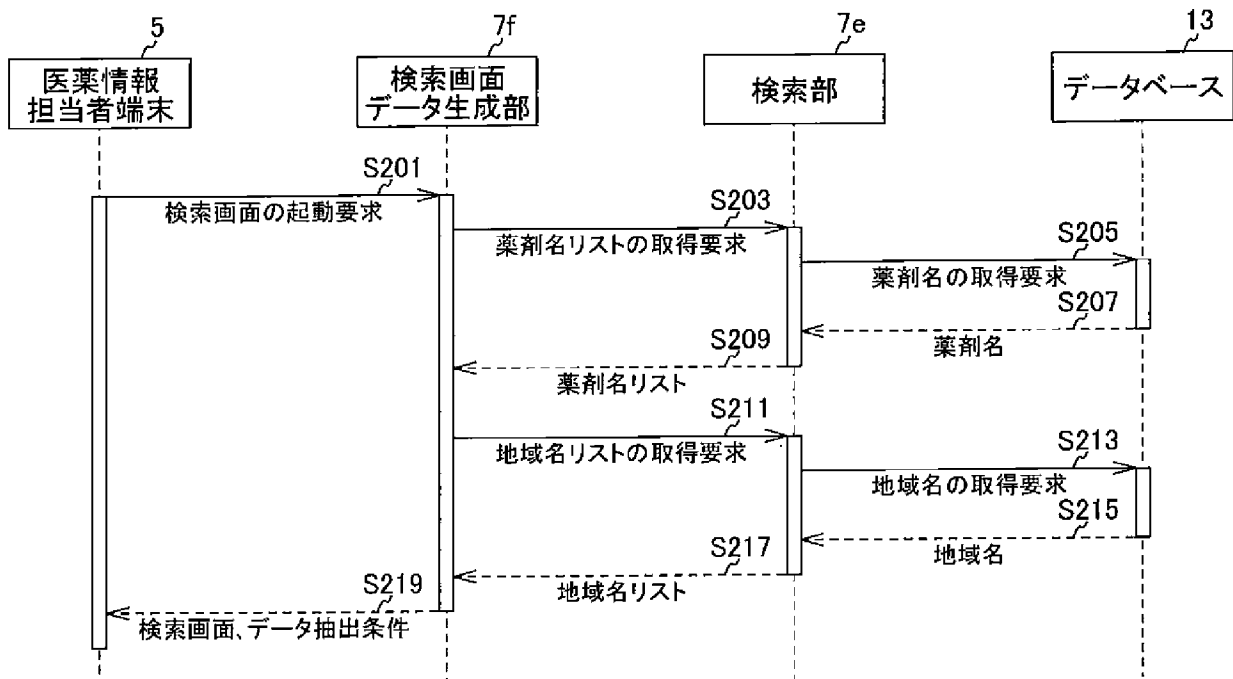 5
7f
7e
13
医薬情報
担当者端末
検索画面
データ生成部
検索部
データベース
S201
検索画面の起動要求
S203
薬剤名リストの取得要求
S205
薬剤名の取得要求
S207
薬剤名
S209
薬剤名リスト
S211
地域名リストの取得要求
S213
地域名の取得要求
S215
地域名
S217
地域名リスト
S219
検索画面、データ抽出条件